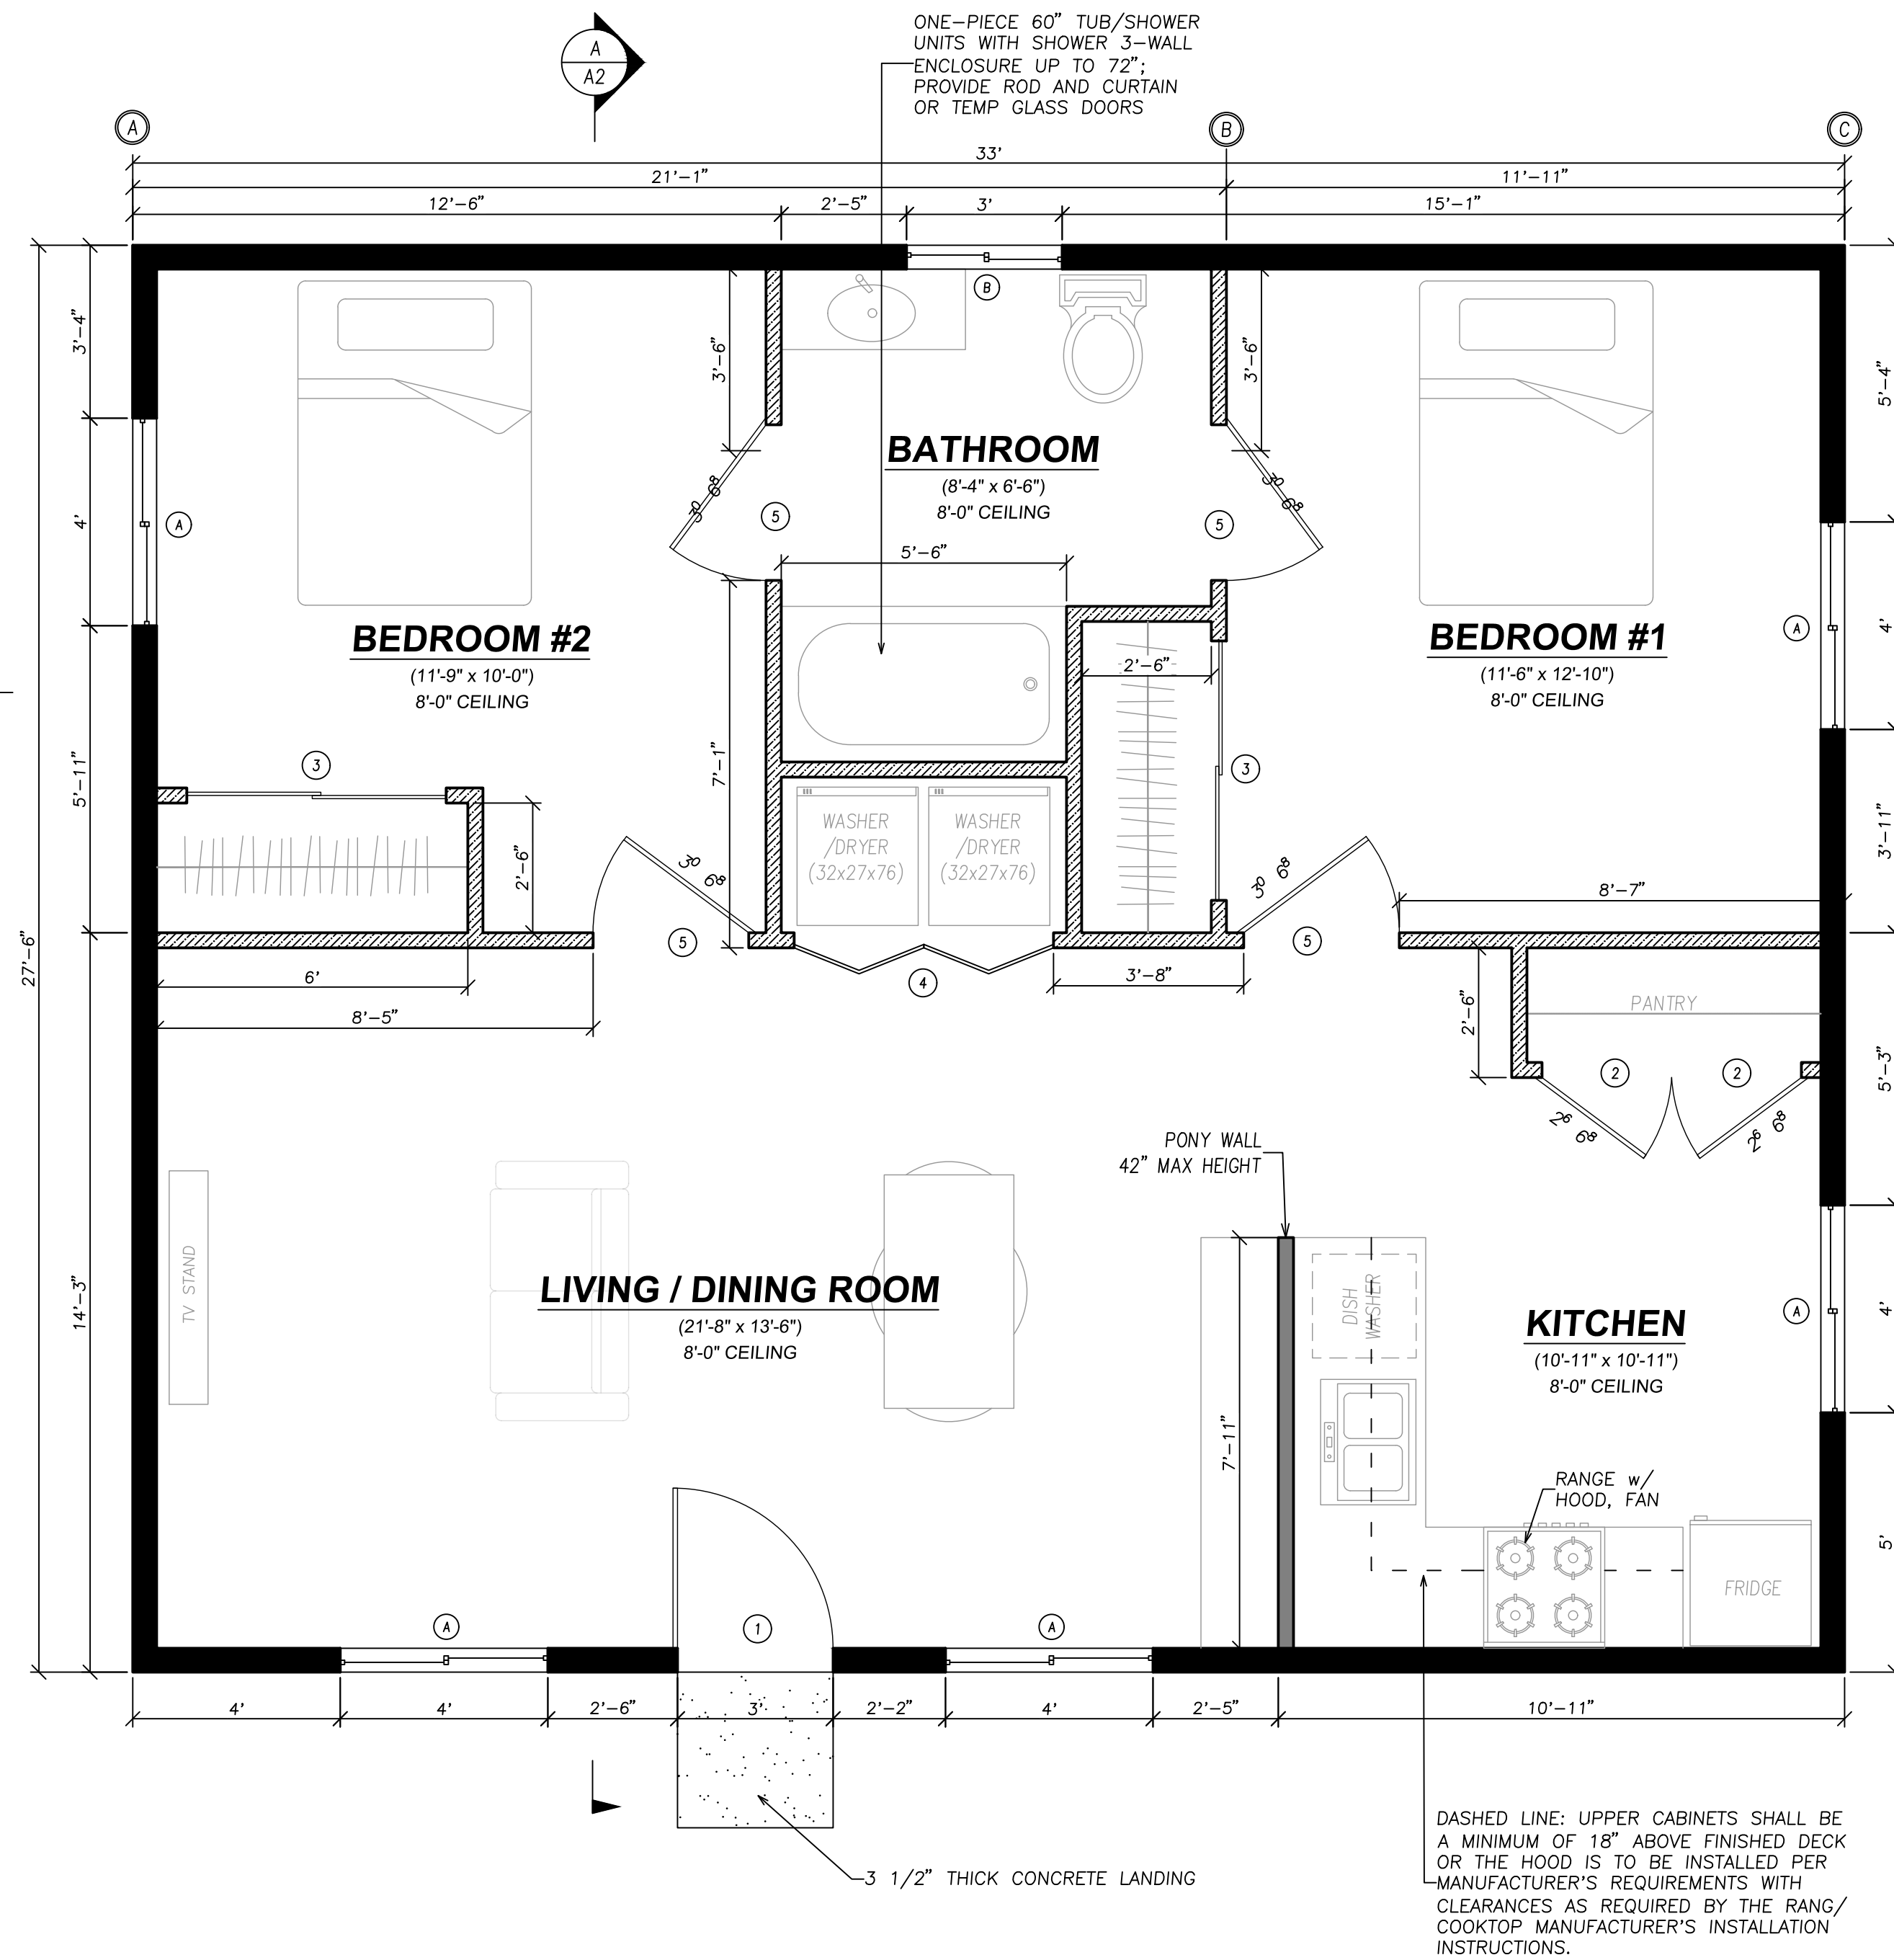 ONE-PIECE 60” TUB/SHOWER
UNITS WITH SHOWER 3-WALL
ENCLOSURE UP TO 72”;
PROVIDE ROD AND CURTAIN
OR TEMP GLASS DOORS
A
A2
A
B
C
33'
21'-1”
11'-11”
12'-6”
2'-5”
3'
15'-1”
27'-6”
3'-4”
4'
5'-11”
14'-3”
5'-4”
4'
3'-11”
5'-3”
4'
5'
B
3'-6”
3'-6”
BATHROOM
(8'-4" x 6'-6")
8'-0" CEILING
3⁰ 6⁸
3⁰ 6⁸
5
5
A
A
5'-6”
BEDROOM #2
(11'-9" x 10'-0")
8'-0" CEILING
BEDROOM #1
(11'-6" x 12'-10")
8'-0" CEILING
2'-6”
7'-1”
3
3
WASHER
/DRYER
(32x27x76)
WASHER
/DRYER
(32x27x76)
2'-6”
3⁰ 6⁸
3⁰ 6⁸
8'-7”
5
5
4
6'
8'-5”
3'-8”
2'-6”
PANTRY
2
2
2⁶ 6⁸
2⁶ 6⁸
PONY WALL
42” MAX HEIGHT
TV STAND
DISH
WASHER
A
LIVING / DINING ROOM
(21'-8" x 13'-6")
8'-0" CEILING
KITCHEN
(10'-11" x 10'-11")
8'-0" CEILING
7'-11”
RANGE w/
HOOD, FAN
FRIDGE
A
1
A
4'
4'
2'-6”
3'
2'-2”
4'
2'-5”
10'-11”
3 1/2” THICK CONCRETE LANDING
DASHED LINE: UPPER CABINETS SHALL BE
A MINIMUM OF 18” ABOVE FINISHED DECK
OR THE HOOD IS TO BE INSTALLED PER
MANUFACTURER'S REQUIREMENTS WITH
CLEARANCES AS REQUIRED BY THE RANG/
COOKTOP MANUFACTURER'S INSTALLATION
INSTRUCTIONS.